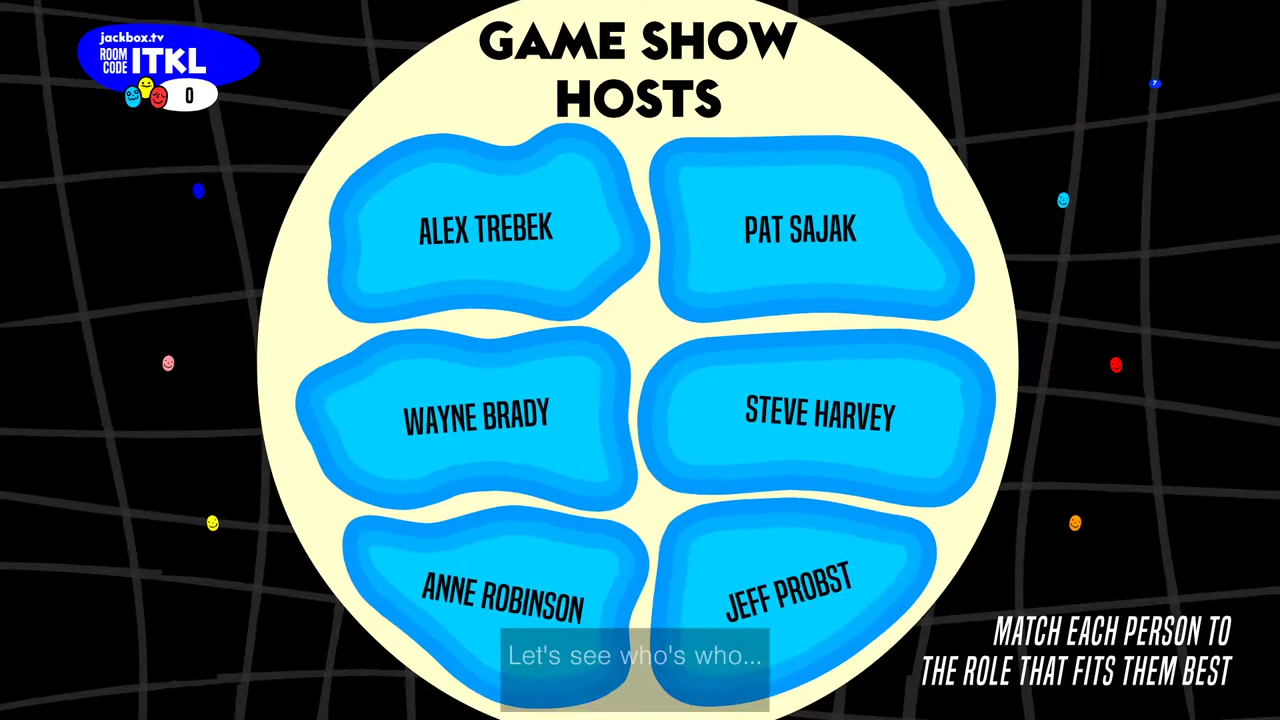 jackbox.tv
ROOM
CODE
ITKL
0
GAME SHOW
HOSTS
ALEX TREBEK
PAT SAJAK
WAYNE BRADY
STEVE HARVEY
ANNE ROBINSON
JEFF PROBST
Let's see who's who...
MATCH EACH PERSON TO
THE ROLE THAT FITS THEM BEST